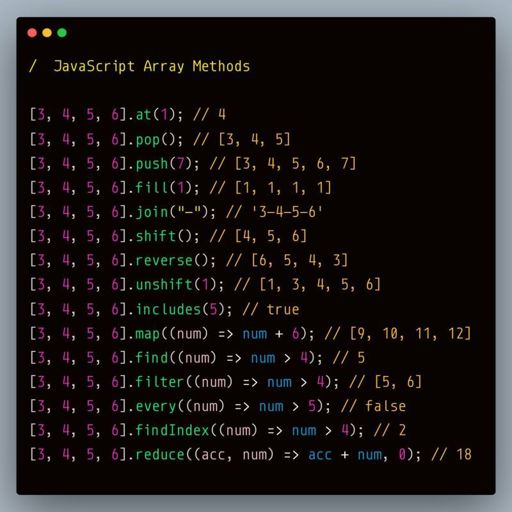 / JavaScript Array Methods
[3, 4, 5, 6].at(1); // 4
[3, 4, 5, 6].pop(); // [3, 4, 5]
[3, 4, 5, 6].push(7); // [3, 4, 5, 6, 7]
[3, 4, 5, 6].fill(1); // [1, 1, 1, 1]
[3, 4, 5, 6].join("-"); // '3-4-5-6'
[3, 4, 5, 6].shift(); // [4, 5, 6]
[3, 4, 5, 6].reverse(); // [6, 5, 4, 3]
[3, 4, 5, 6].unshift(1); // [1, 3, 4, 5, 6]
[3, 4, 5, 6].includes(5); // true
[3, 4, 5, 6].map((num) => num + 6); // [9, 10, 11, 12]
[3, 4, 5, 6].find((num) => num > 4); // 5
[3, 4, 5, 6].filter((num) => num > 4); // [5, 6]
[3, 4, 5, 6].every((num) => num > 5); // false
[3, 4, 5, 6].findIndex((num) => num > 4); // 2
[3, 4, 5, 6].reduce((acc, num) => acc + num, 0); // 18